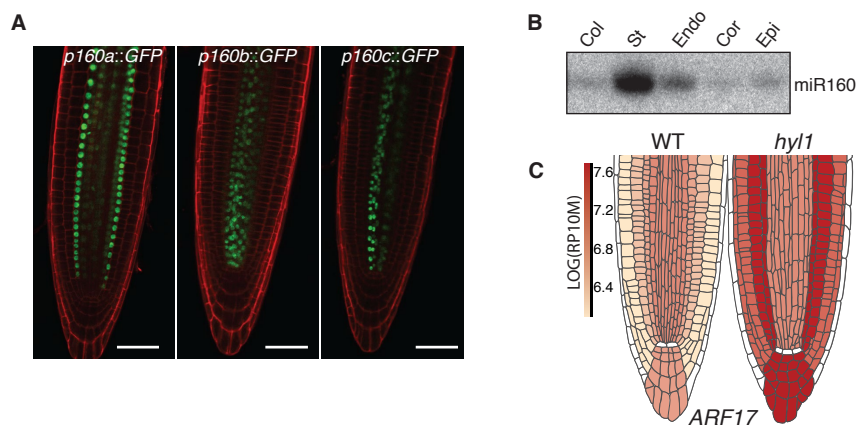 A
p160a::GFP
p160b::GFP
p160c::GFP
B
Col
St
Endo
Cor
Epi
miR160
C
WT
hyl1
LOG(RP10M)
7.6
7.2
6.8
6.4
ARF17